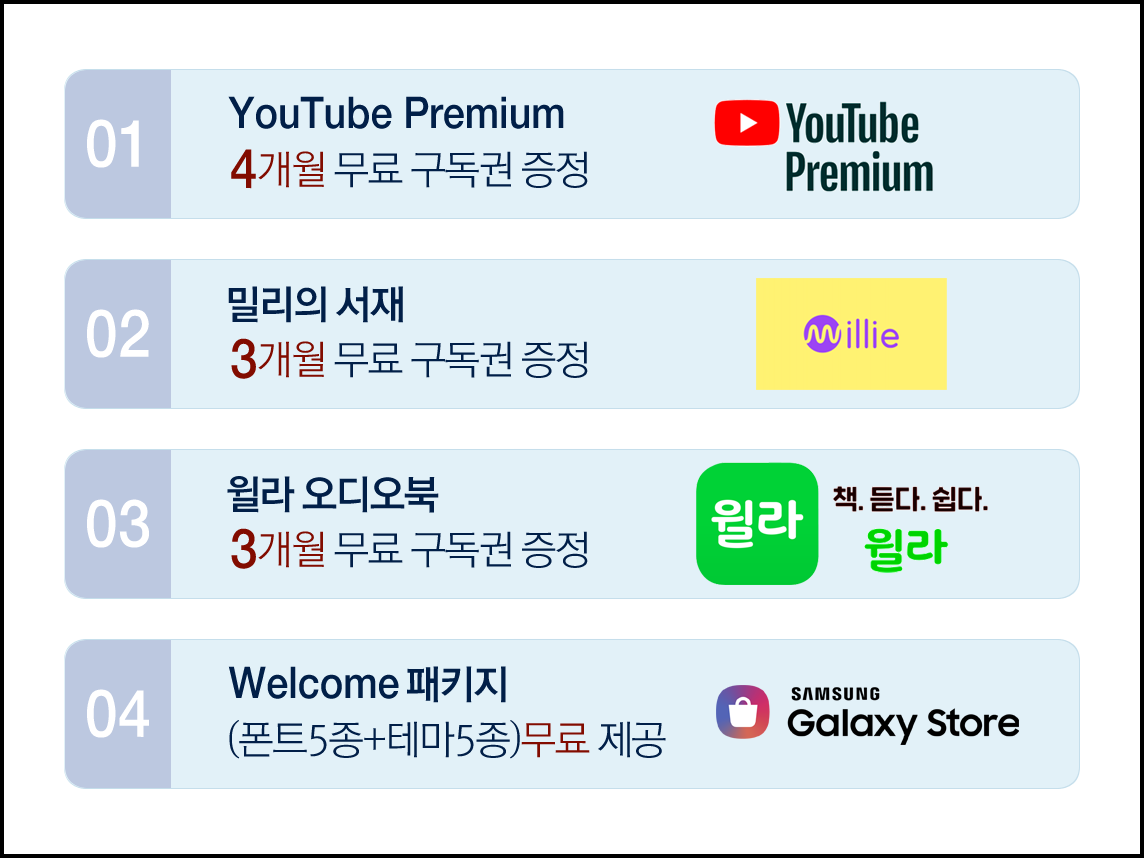 01
YouTube Premium
4개월 무료 구독권 증정
YouTube
Premium
02
밀리의 서재
3개월 무료 구독권 증정
Millie
03
윌라 오디오북
3개월 무료 구독권 증정
윌라
책. 듣다. 쉽다.
윌라
04
Welcome 패키지
(폰트5종+테마5종)무료 제공
SAMSUNG
Galaxy Store